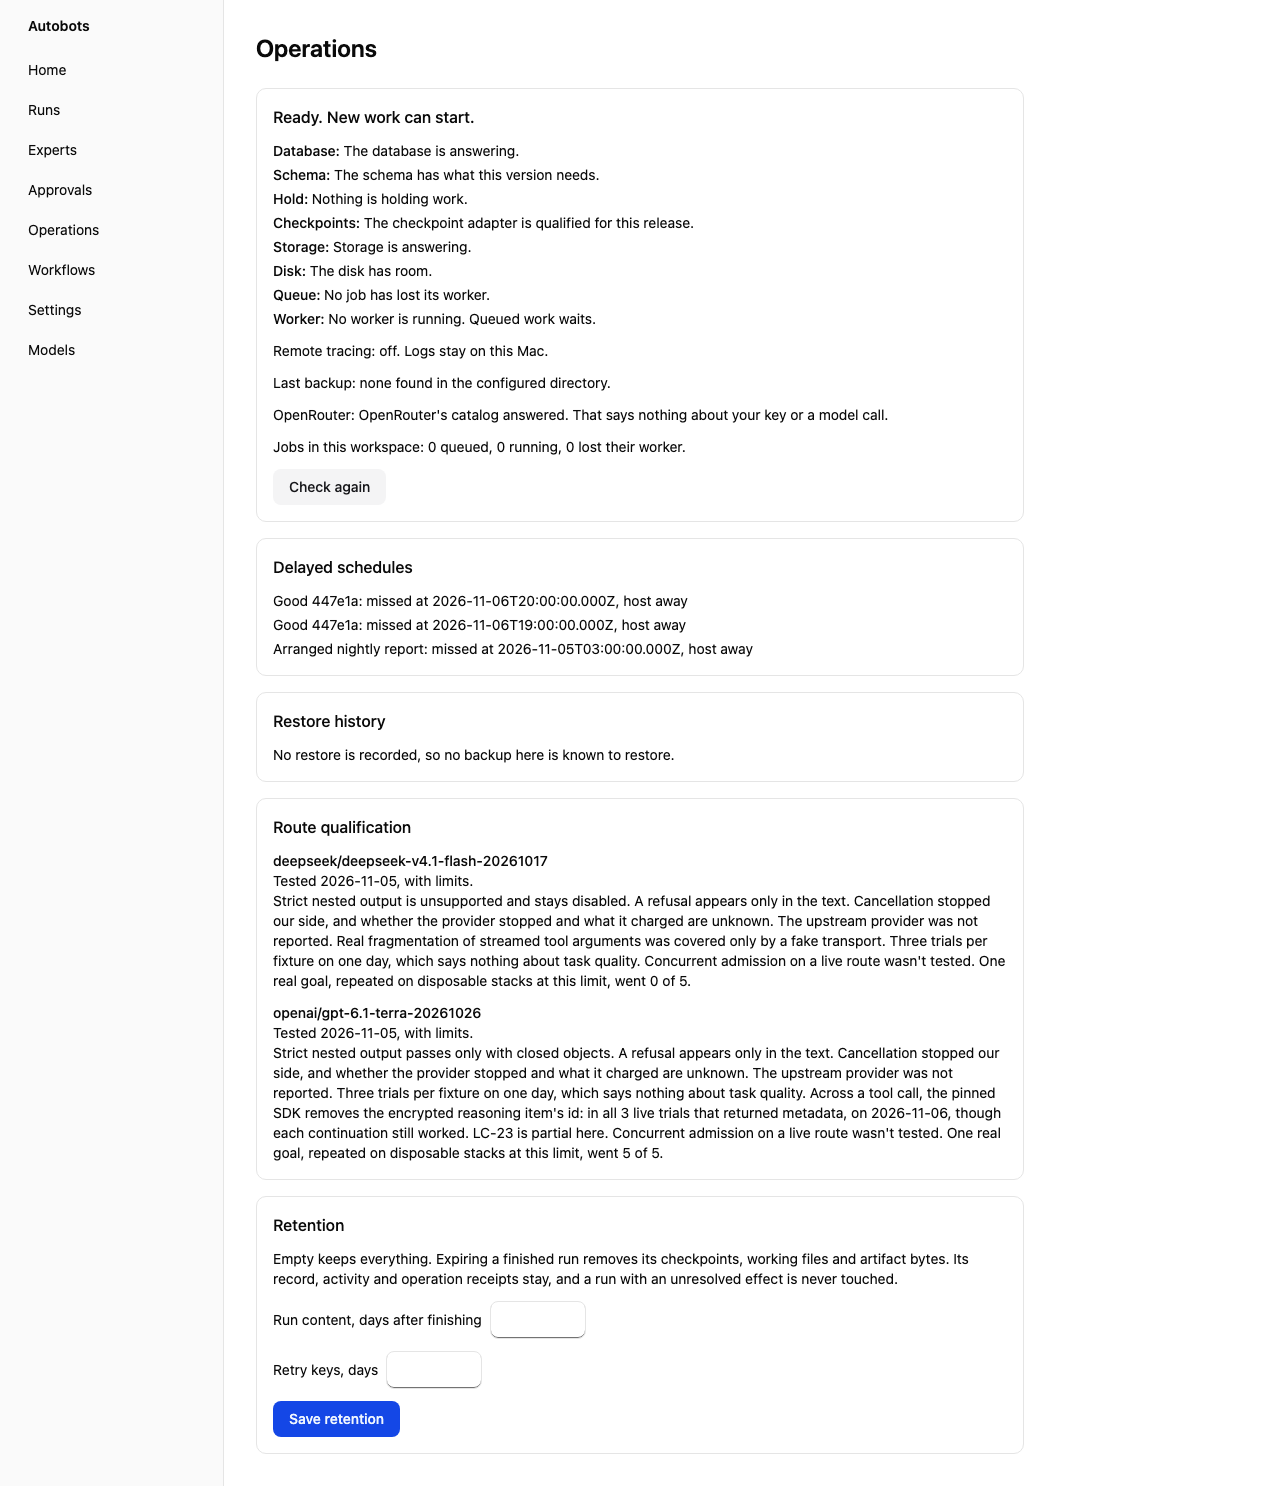 Autobots
Home
Runs
Experts
Approvals
Operations
Workflows
Settings
Models
Operations
Ready. New work can start.
Database: The database is answering.
Schema: The schema has what this version needs.
Hold: Nothing is holding work.
Checkpoints: The checkpoint adapter is qualified for this release.
Storage: Storage is answering.
Disk: The disk has room.
Queue: No job has lost its worker.
Worker: No worker is running. Queued work waits.
Remote tracing: off. Logs stay on this Mac.
Last backup: none found in the configured directory.
OpenRouter: OpenRouter's catalog answered. That says nothing about your key or a model call.
Jobs in this workspace: 0 queued, 0 running, 0 lost their worker.
Check again
Delayed schedules
Good 447e1a: missed at 2026-11-06T20:00:00.000Z, host away
Good 447e1a: missed at 2026-11-06T19:00:00.000Z, host away
Arranged nightly report: missed at 2026-11-05T03:00:00.000Z, host away
Restore history
No restore is recorded, so no backup here is known to restore.
Route qualification
deepseek/deepseek-v4.1-flash-20261017
Tested 2026-11-05, with limits.
Strict nested output is unsupported and stays disabled. A refusal appears only in the text. Cancellation stopped
our side, and whether the provider stopped and what it charged are unknown. The upstream provider was not
reported. Real fragmentation of streamed tool arguments was covered only by a fake transport. Three trials per
fixture on one day, which says nothing about task quality. Concurrent admission on a live route wasn't tested. One
real goal, repeated on disposable stacks at this limit, went 0 of 5.
openai/gpt-6.1-terra-20261026
Tested 2026-11-05, with limits.
Strict nested output passes only with closed objects. A refusal appears only in the text. Cancellation stopped our
side, and whether the provider stopped and what it charged are unknown. The upstream provider was not
reported. Three trials per fixture on one day, which says nothing about task quality. Across a tool call, the pinned
SDK removes the encrypted reasoning item's id: in all 3 live trials that returned metadata, on 2026-11-06, though
each continuation still worked. LC-23 is partial here. Concurrent admission on a live route wasn't tested. One real
goal, repeated on disposable stacks at this limit, went 5 of 5.
Retention
Empty keeps everything. Expiring a finished run removes its checkpoints, working files and artifact bytes. Its
record, activity and operation receipts stay, and a run with an unresolved effect is never touched.
Run content, days after finishing
Retry keys, days
Save retention